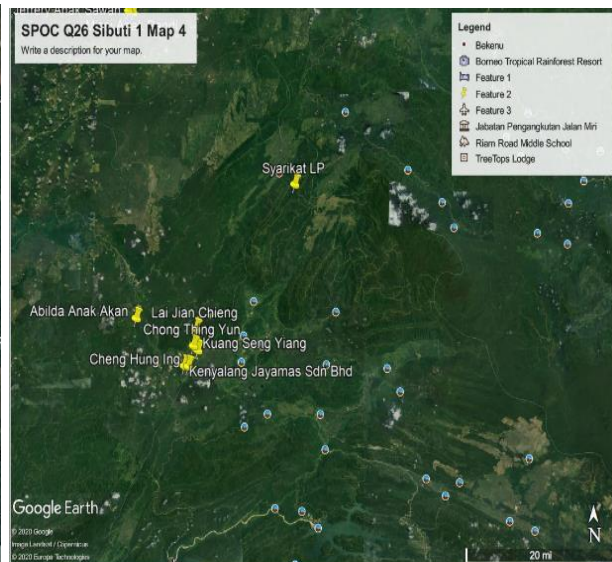 Jeffery Anak Sawan
SPOC Q26 Sibuti 1 Map 4
Write a description for your map.
Legend
Bekenu
Borneo Tropical Rainforest Resort
Feature 1
Feature 2
Feature 3
Jabatan Pengangkutan Jalan Miri
Riam Road Middle School
TreeTops Lodge
Syarikat LP
Abilda Anak Akan
Lai Jian Chieng
Chong Thing Yun
Kuang Seng Yiang
Cheng Hung Ing
Kenyalang Jayamas Sdn Bhd
Google Earth
© 2020 Google
Image Landsat / Copernicus
© 2020 Europa Technologies
N
20 mi